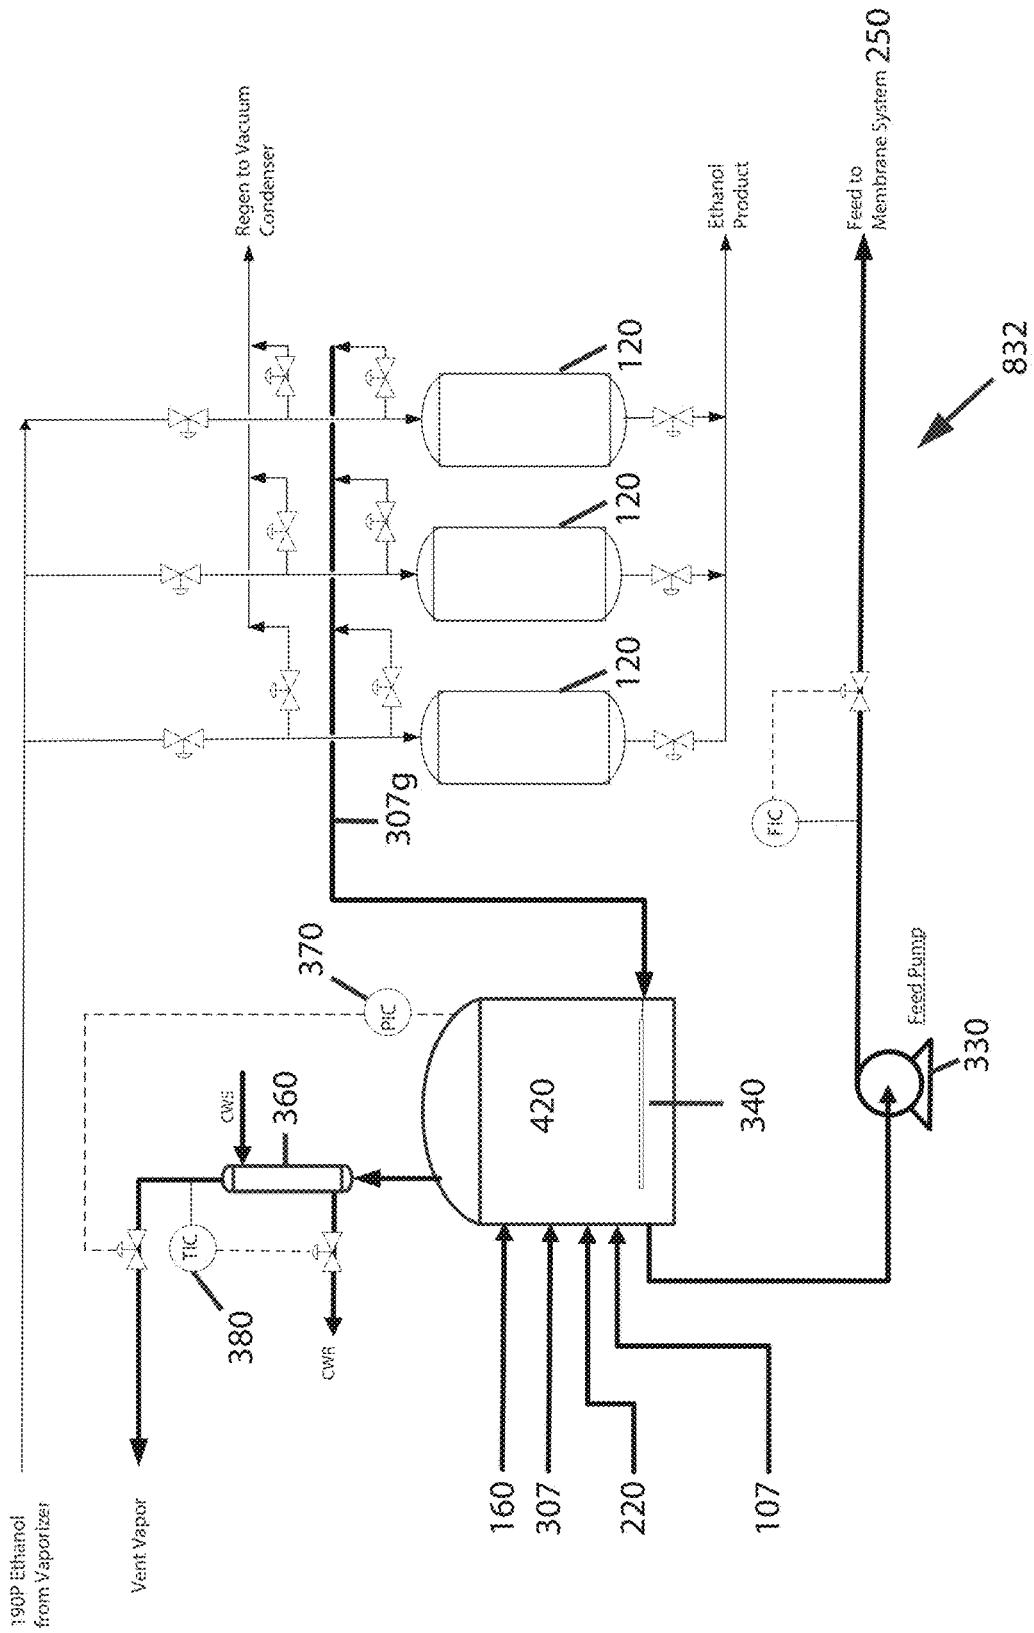 190P Ethanol
from Vaporizer
Vent Vapor
380
TIC
CWR
CWS
360
370
PIC
Regen to Vacuum
Condenser
307g
120
120
120
Ethanol
Product
160
307
220
107
420
340
Feed Pump
330
FIC
Feed to
Membrane System 250
832